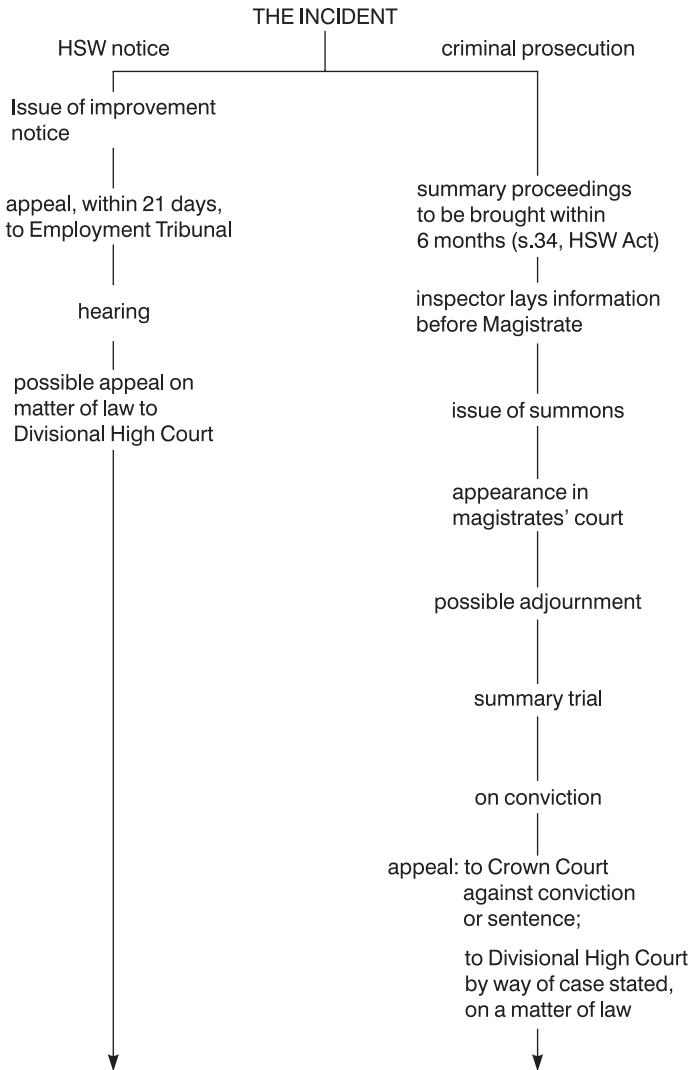 THE INCIDENT
HSW notice
criminal prosecution
Issue of improvement
notice
appeal, within 21 days,
to Employment Tribunal
hearing
possible appeal on
matter of law to
Divisional High Court
summary proceedings
to be brought within
6 months (s.34, HSW Act)
inspector lays information
before Magistrate
issue of summons
appearance in
magistrates’ court
possible adjournment
summary trial
on conviction
appeal: to Crown Court
against conviction
or sentence;
to Divisional High Court
by way of case stated,
on a matter of law